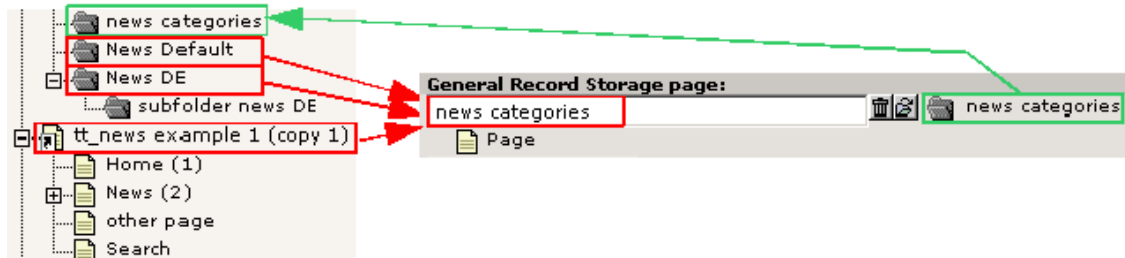 news categories
News Default
News DE
subfolder news DE
tt_news example 1 (copy 1)
Home (1)
News (2)
other page
Search
General Record Storage page:
news categories
news categories
Page